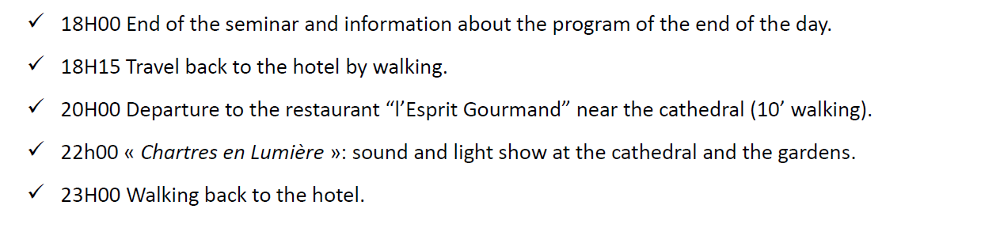 ✓ 18H00 End of the seminar and information about the program of the end of the day.
✓ 18H15 Travel back to the hotel by walking.
✓ 20H00 Departure to the restaurant “l’Esprit Gourmand” near the cathedral (10’ walking).
✓ 22h00 « Chartres en Lumière »: sound and light show at the cathedral and the gardens.
✓ 23H00 Walking back to the hotel.